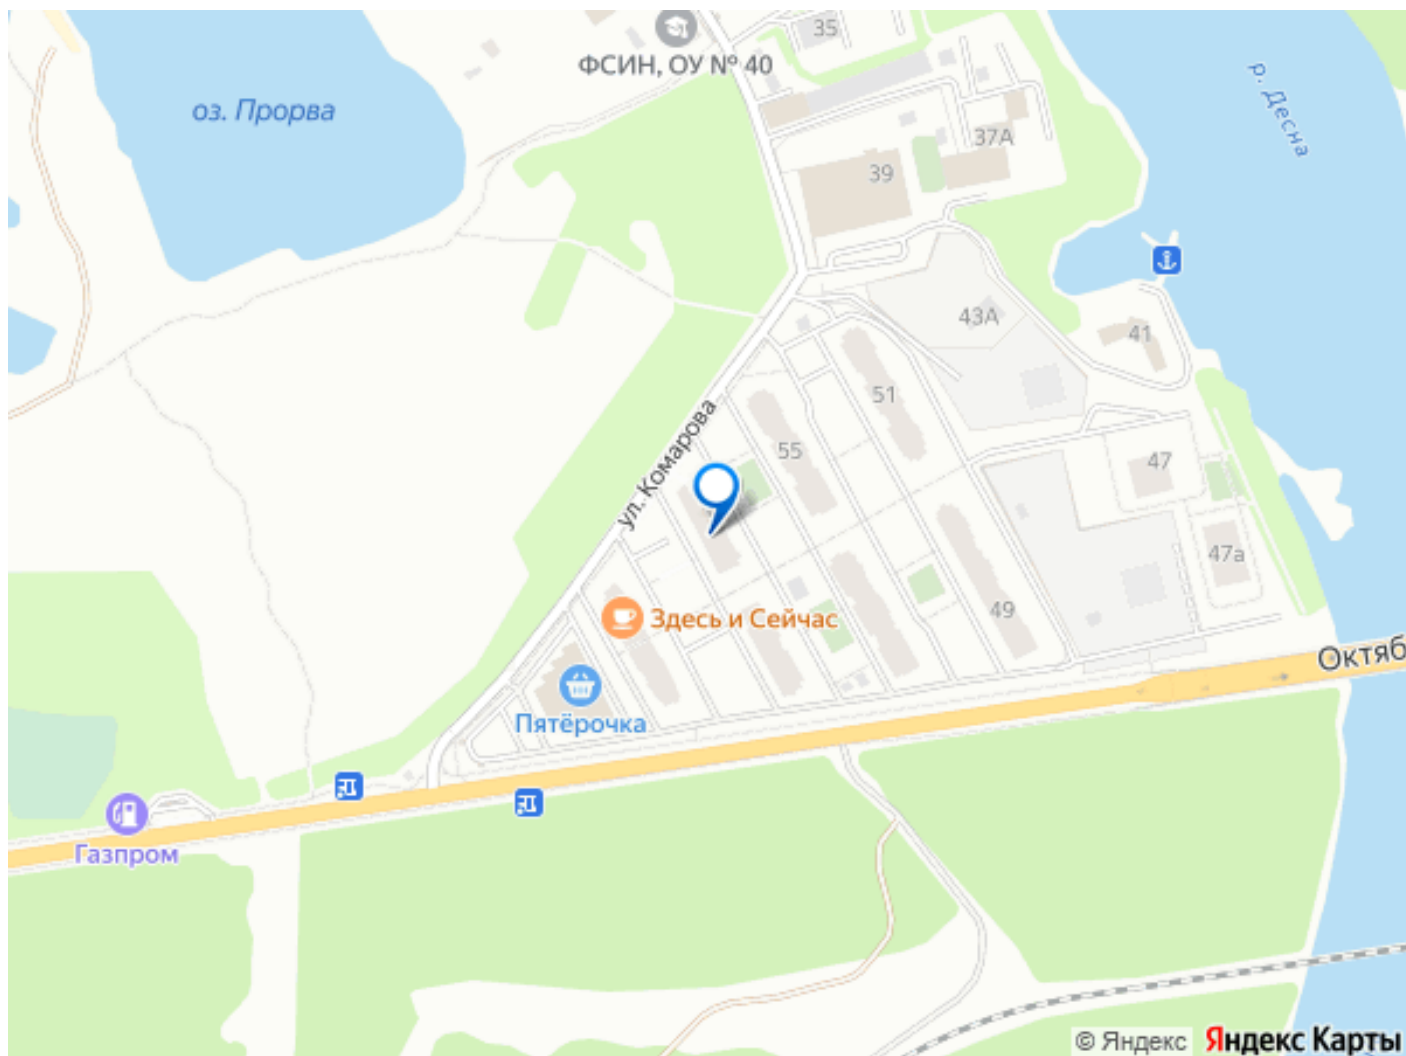 35
ФСИН, ОУ № 40
оз. Прорва
р. Десна
37А
39
43А
41
51
ул. Комарова
55
47
47а
49
Здесь и Сейчас
Октяб
Пятёрочка
Газпром
© Яндекс Яндекс Карты